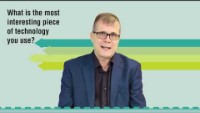 What is the most
interesting piece
of technology
you use?